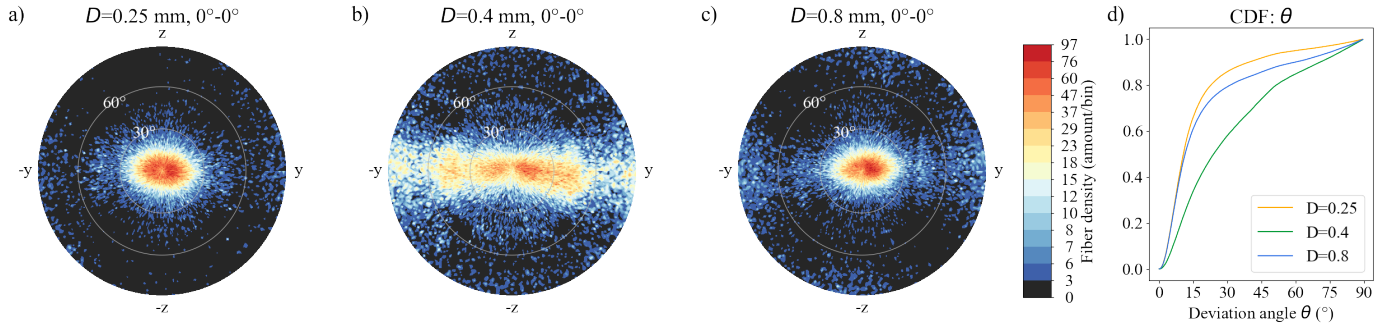 a)
D=0.25 mm, 0°-0°
z
60°
30°
-y
y
-z
b)
D=0.4 mm, 0°-0°
z
60°
30°
-y
y
-z
c)
D=0.8 mm, 0°-0°
z
60°
30°
-y
y
-z
97
76
60
47
37
29
23
18
15
12
10
8
7
6
3
0
Fiber density (amount/bin)
d)
CDF: θ
1.0
0.8
0.6
0.4
0.2
0.0
D=0.25
D=0.4
D=0.8
0
15
30
45
60
75
90
Deviation angle θ (°)